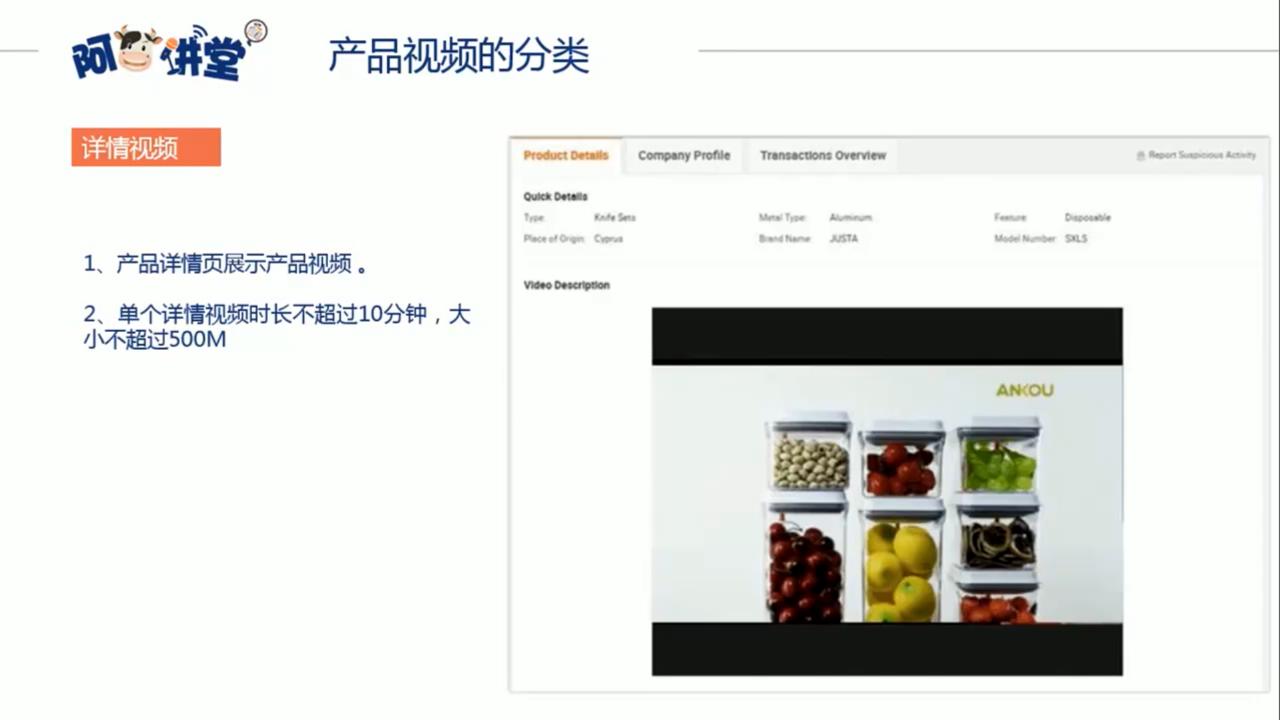 阿牛讲堂
产品视频的分类
详情视频
1、产品详情页展示产品视频 。
2、单个详情视频时长不超过10分钟，大
小不超过500M
Product Details
Company Profile
Transactions Overview
Report Suspicious Activity
Quick Details
Type: Knife Sets
Metal Type: Aluminum
Feature: Disposable
Place of Origin: Cyprus
Brand Name: JUSTA
Model Number: SXLS
Video Description
ANKOU